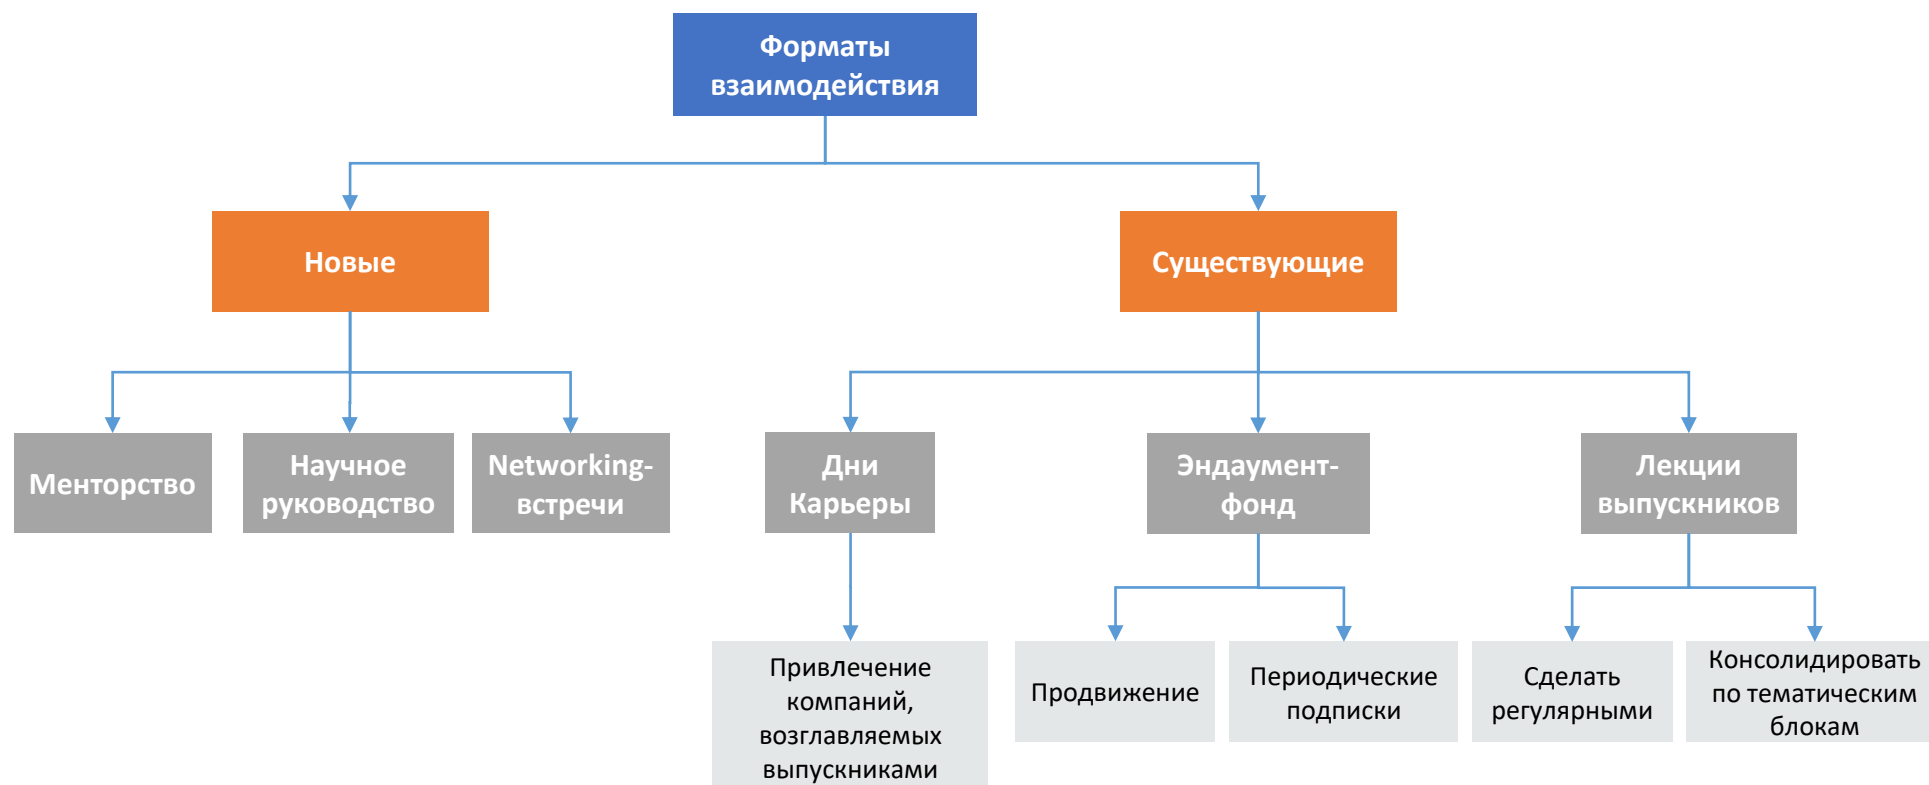 Форматы
взаимодействия
Новые
Существующие
Менторство
Научное
руководство
Networking-
встречи
Дни
Карьеры
Эндаумент-
фонд
Лекции
выпускников
Привлечение
компаний,
возглавляемых
выпускниками
Продвижение
Периодические
подписки
Сделать
регулярными
Консолидировать
по тематическим
блокам